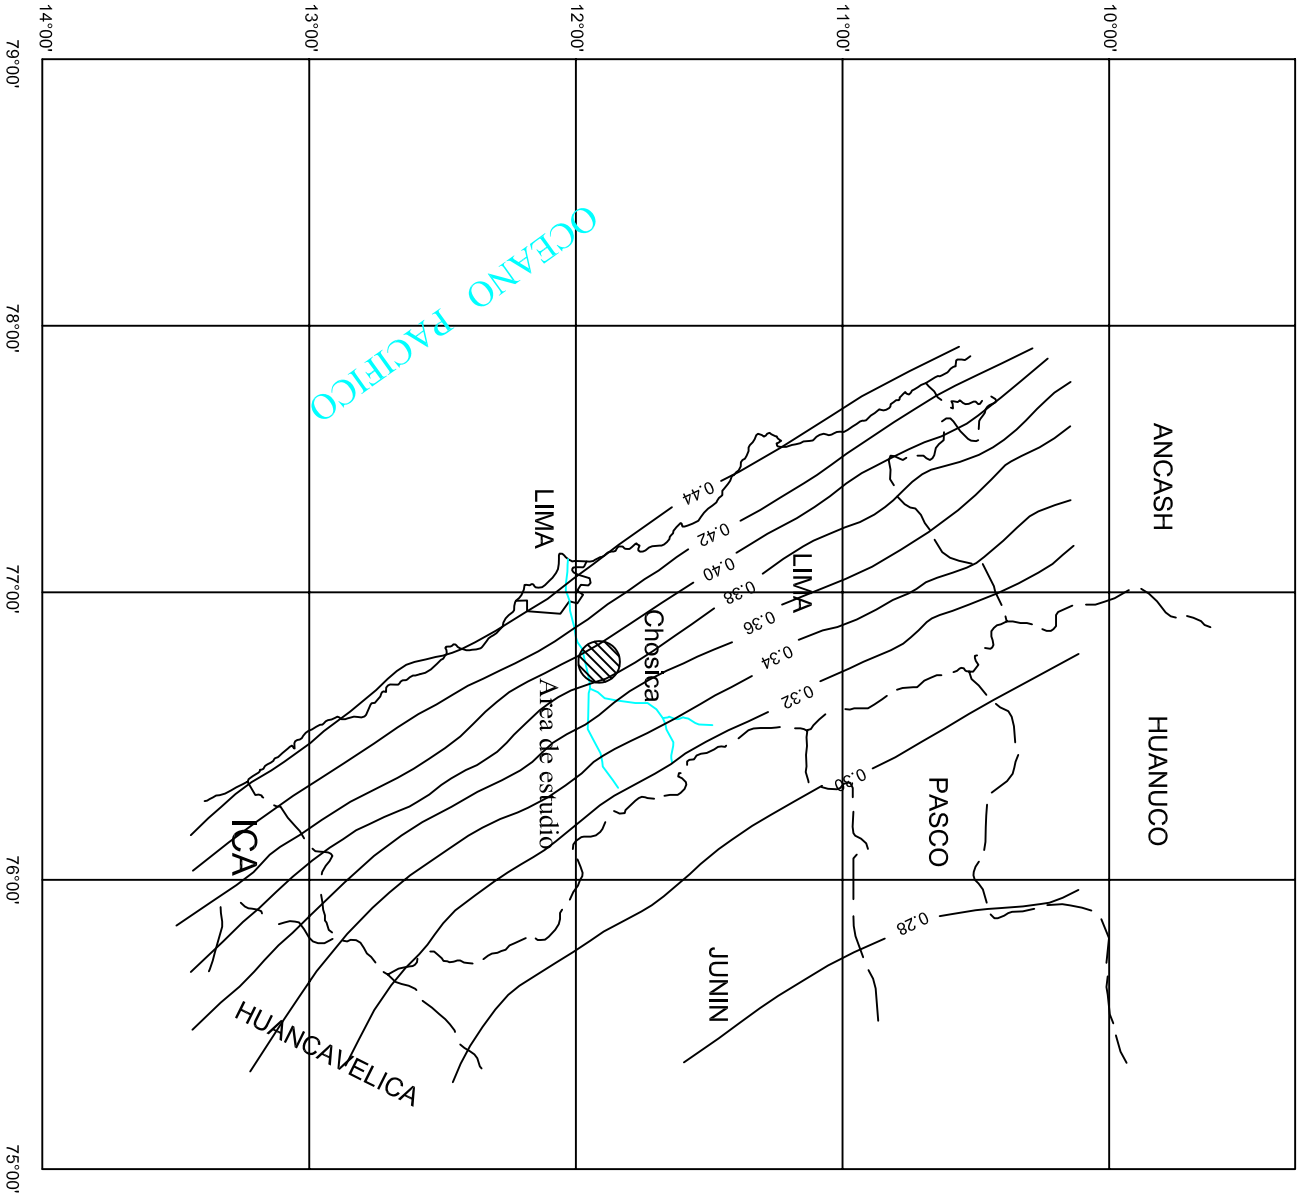 14°00'
13°00'
12°00'
11°00'
10°00'
79°00'
78°00'
77°00'
76°00'
75°00'
OCEANO PACIFICO
ANCASH
HUANUCO
PASCO
JUNIN
LIMA
LIMA
Chosica
Area de estudio
ICA
HUANCAVELICA
0.44
0.42
0.40
0.38
0.36
0.34
0.32
0.30
0.28